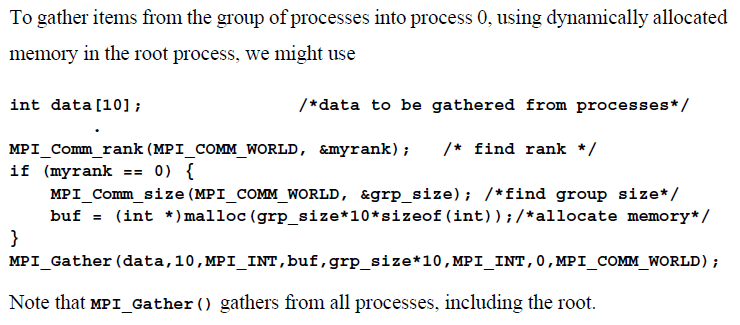 To gather items from the group of processes into process 0, using dynamically allocated
memory in the root process, we might use
int data[10]; /*data to be gathered from processes*/
.
MPI_Comm_rank(MPI_COMM_WORLD, &myrank); /* find rank */
if (myrank == 0) {
MPI_Comm_size(MPI_COMM_WORLD, &grp_size); /*find group size*/
buf = (int *)malloc(grp_size*10*sizeof(int));/*allocate memory*/
}
MPI_Gather(data,10,MPI_INT,buf,grp_size*10,MPI_INT,0,MPI_COMM_WORLD);
Note that MPI_Gather() gathers from all processes, including the root.